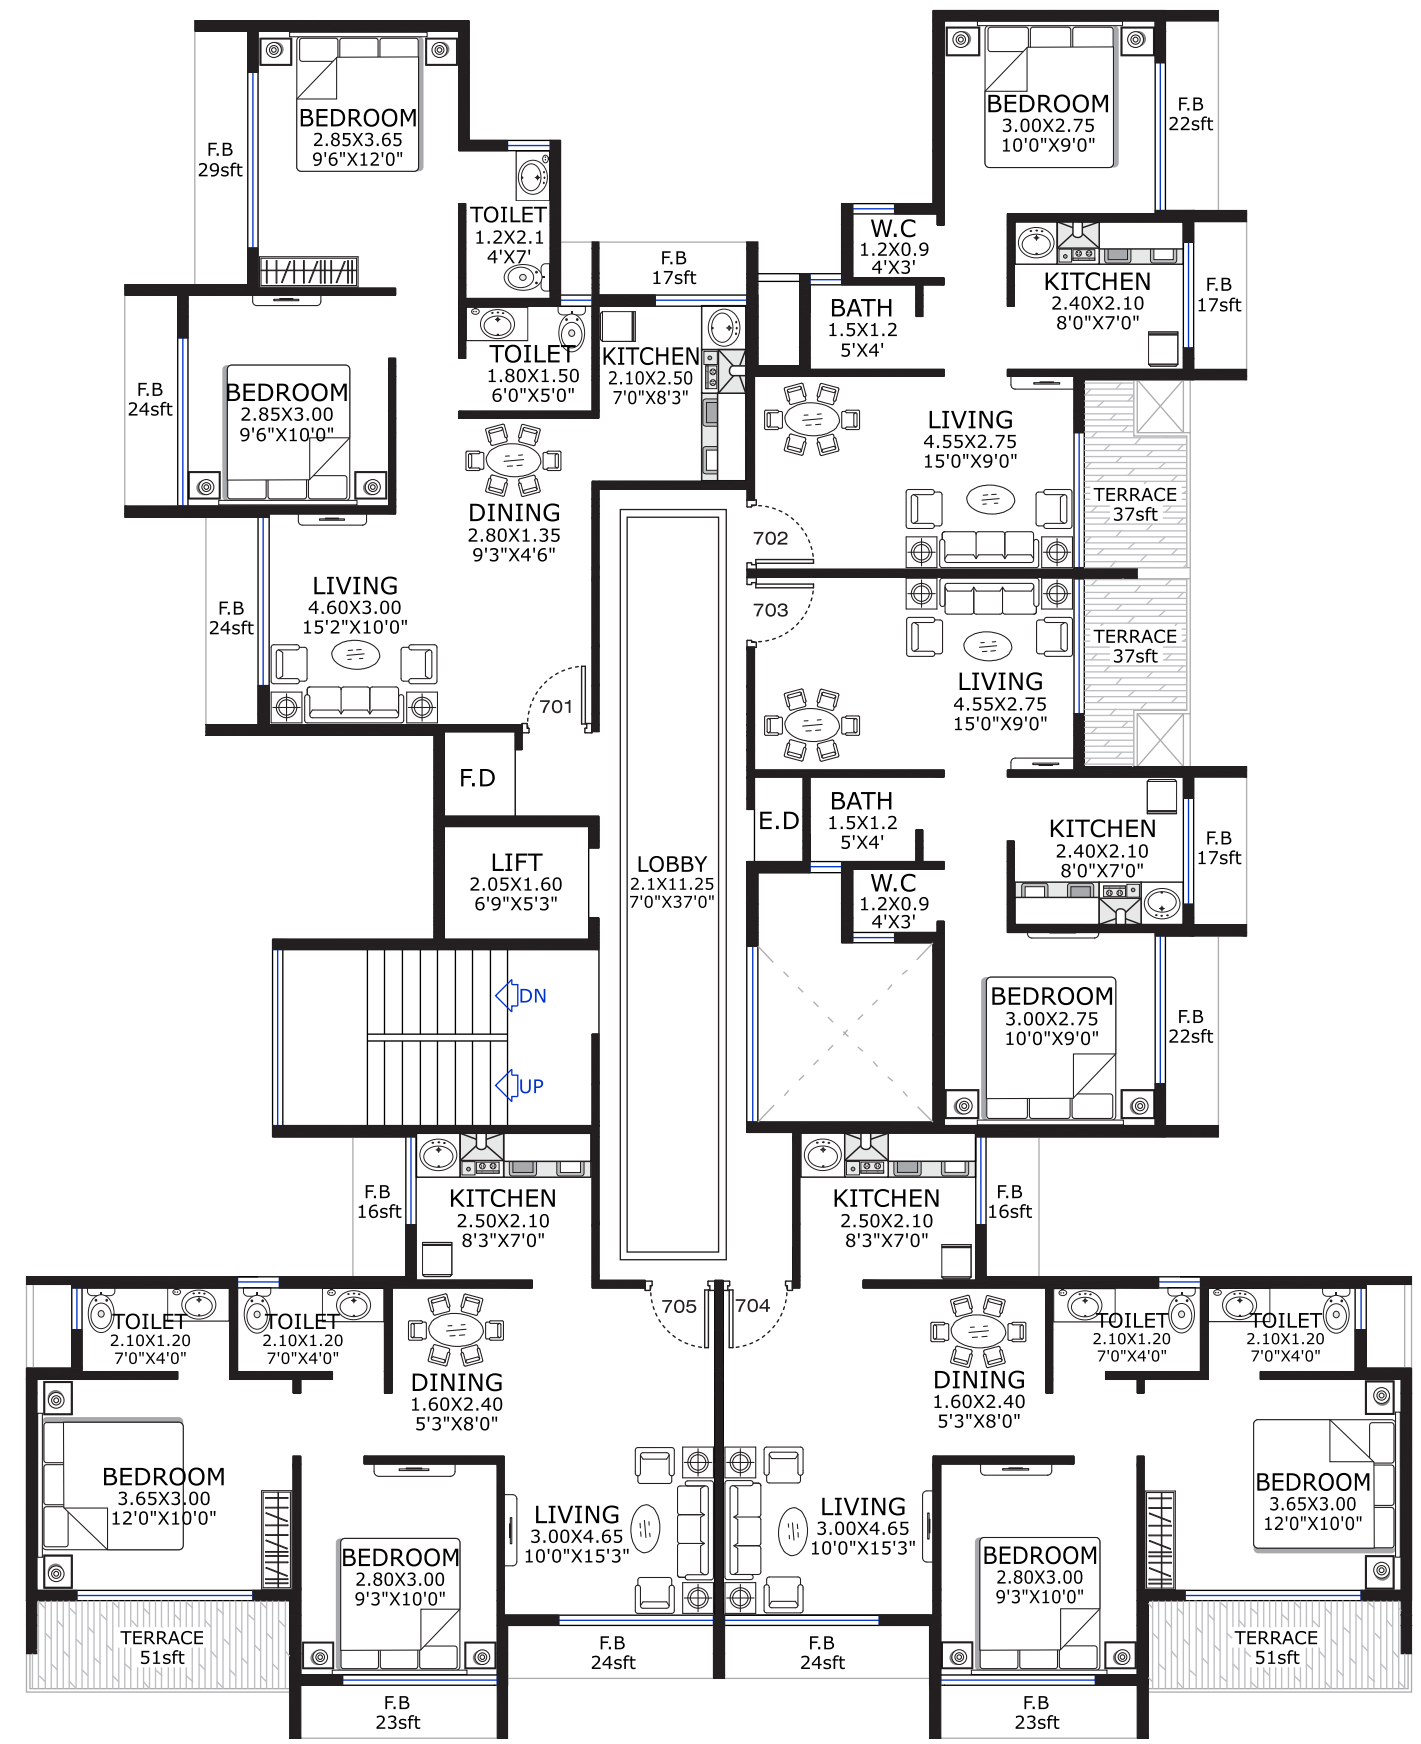 BEDROOM
2.85X3.65
9'6"X12'0"
F.B
29sft
TOILET
1.2X2.1
4'X7'
BEDROOM
2.85X3.00
9'6"X10'0"
F.B
24sft
TOILET
1.80X1.50
6'0"X5'0"
F.B
17sft
KITCHEN
2.10X2.50
7'0"X8'3"
DINING
2.80X1.35
9'3"X4'6"
LIVING
4.60X3.00
15'2"X10'0"
F.B
24sft
701
BEDROOM
3.00X2.75
10'0"X9'0"
F.B
22sft
W.C
1.2X0.9
4'X3'
BATH
1.5X1.2
5'X4'
KITCHEN
2.40X2.10
8'0"X7'0"
F.B
17sft
LIVING
4.55X2.75
15'0"X9'0"
TERRACE
37sft
702
703
TERRACE
37sft
LIVING
4.55X2.75
15'0"X9'0"
F.D
LIFT
2.05X1.60
6'9"X5'3"
LOBBY
2.1X11.25
7'0"X37'0"
E.D
BATH
1.5X1.2
5'X4'
W.C
1.2X0.9
4'X3'
KITCHEN
2.40X2.10
8'0"X7'0"
F.B
17sft
BEDROOM
3.00X2.75
10'0"X9'0"
F.B
22sft
DN
UP
F.B
16sft
KITCHEN
2.50X2.10
8'3"X7'0"
KITCHEN
2.50X2.10
8'3"X7'0"
F.B
16sft
705
704
TOILET
2.10X1.20
7'0"X4'0"
TOILET
2.10X1.20
7'0"X4'0"
DINING
1.60X2.40
5'3"X8'0"
DINING
1.60X2.40
5'3"X8'0"
TOILET
2.10X1.20
7'0"X4'0"
TOILET
2.10X1.20
7'0"X4'0"
BEDROOM
3.65X3.00
12'0"X10'0"
BEDROOM
2.80X3.00
9'3"X10'0"
LIVING
3.00X4.65
10'0"X15'3"
LIVING
3.00X4.65
10'0"X15'3"
BEDROOM
2.80X3.00
9'3"X10'0"
BEDROOM
3.65X3.00
12'0"X10'0"
TERRACE
51sft
F.B
24sft
F.B
24sft
TERRACE
51sft
F.B
23sft
F.B
23sft